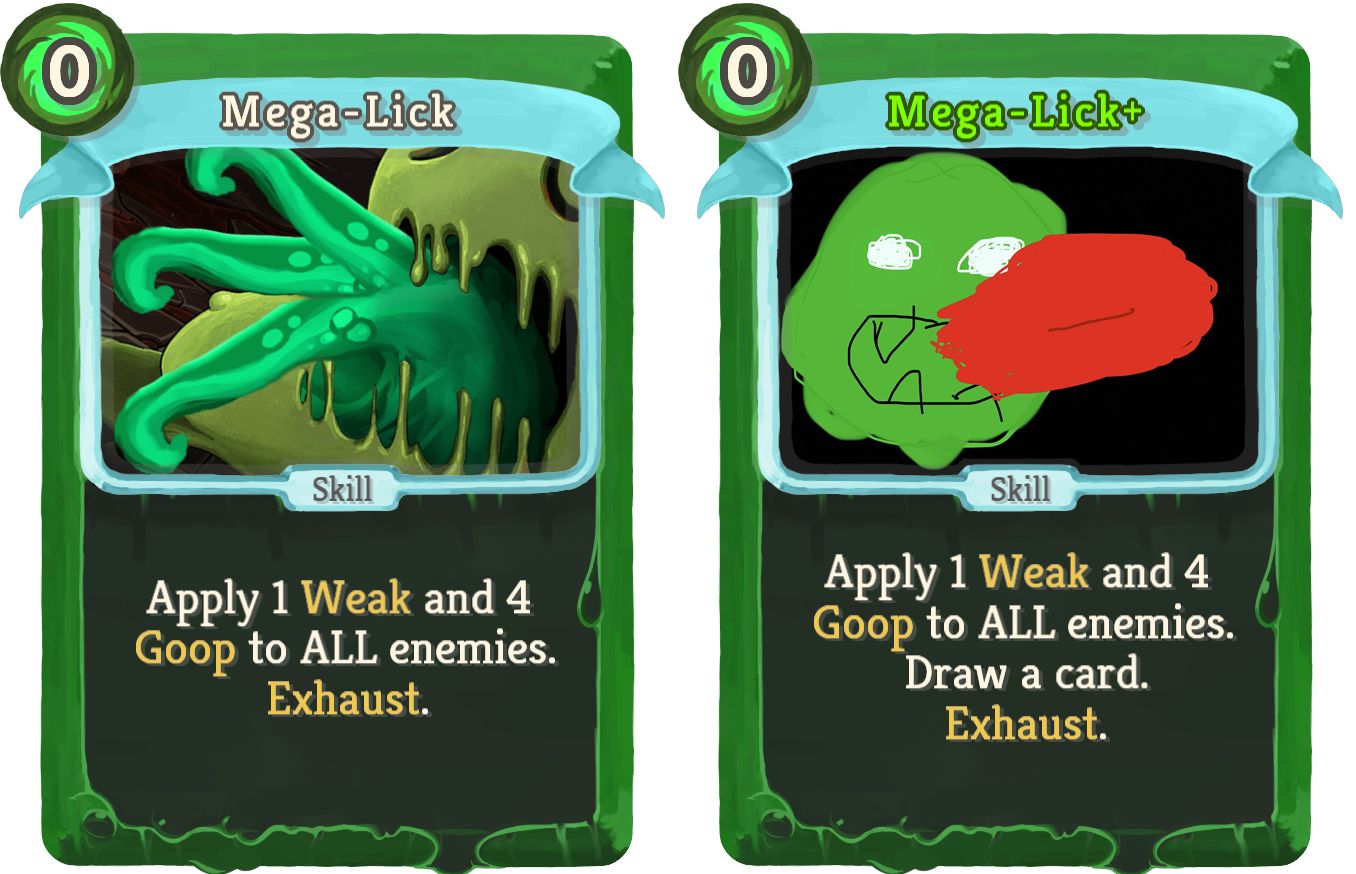 0
Mega-Lick
Skill
Apply 1 Weak and 4
Goop to ALL enemies.
Exhaust.
0
Mega-Lick+
Skill
Apply 1 Weak and 4
Goop to ALL enemies.
Draw a card.
Exhaust.